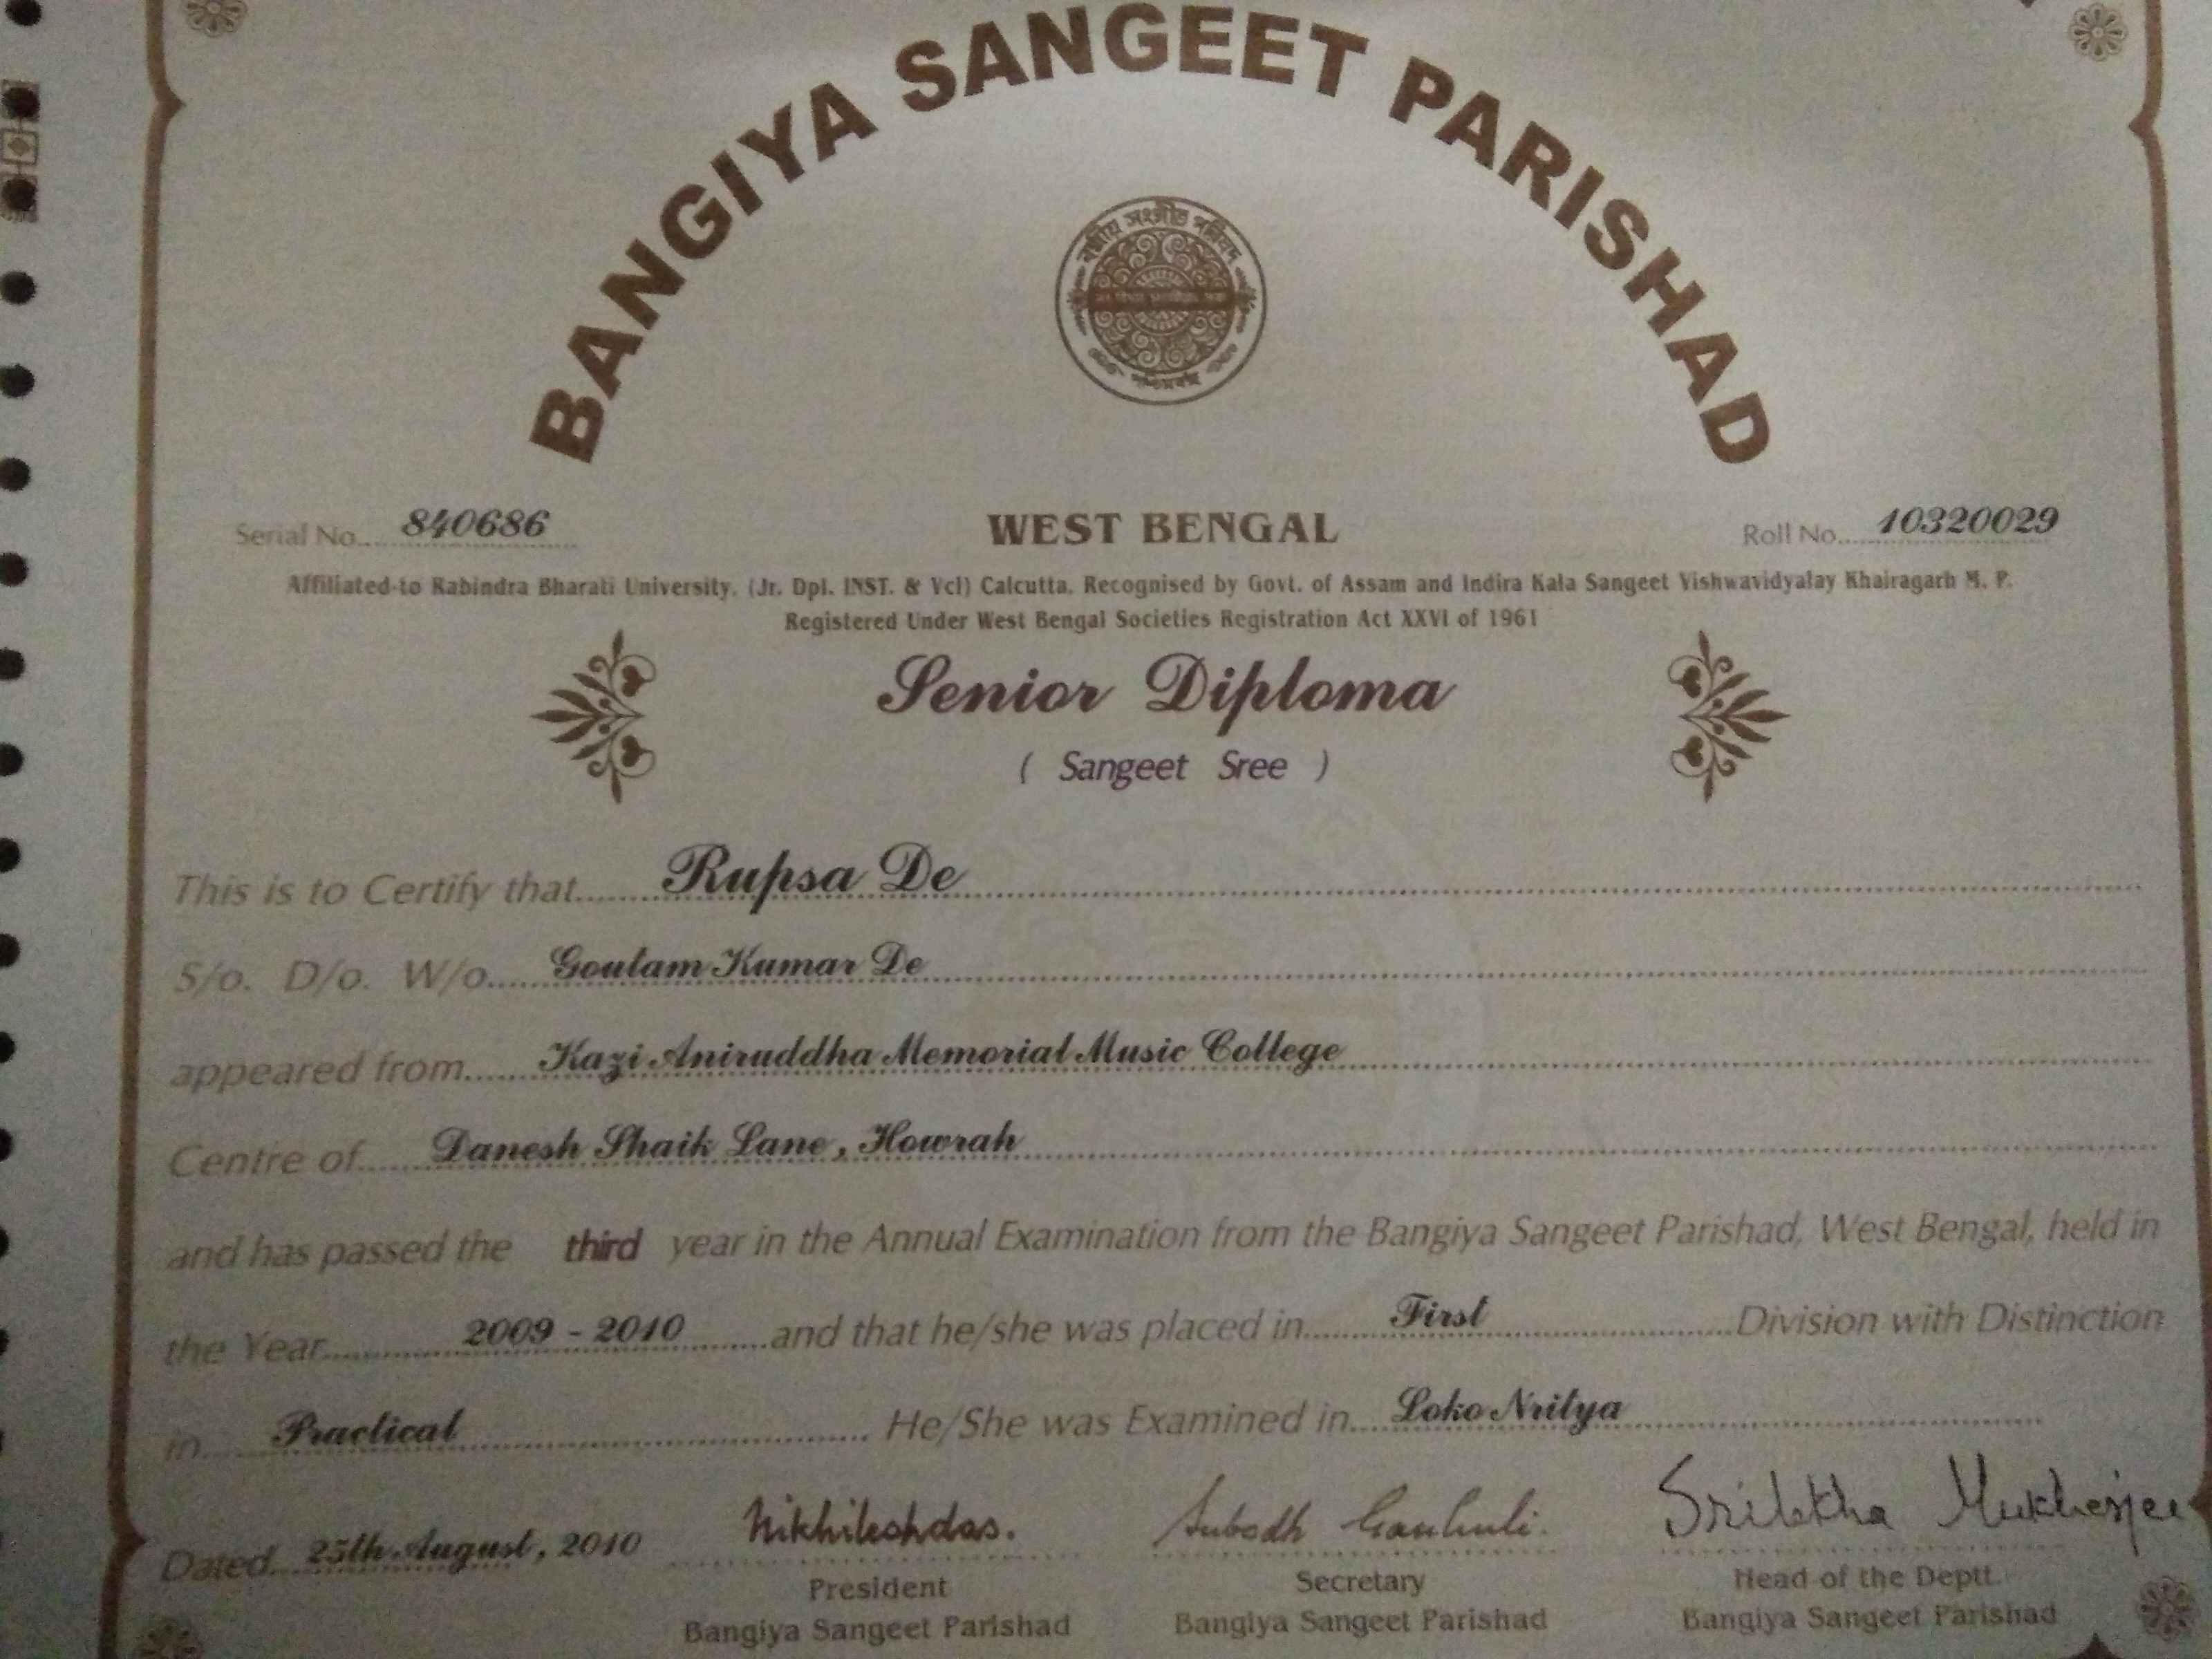 BANGIYA SANGEET PARISHAD
বঙ্গীয় সংগীত পরিষদ
পশ্চিমবঙ্গ
Serial No.... 840686
WEST BENGAL
Roll No.... 10320029
Affiliated to Rabindra Bharati University. (Jr. Dpl. INST. & Vcl) Calcutta. Recognised by Govt. of Assam and Indira Kala Sangeet Vishwavidyalay Khairagarh M. P.
Registered Under West Bengal Societies Registration Act XXVI of 1961
Senior Diploma
( Sangeet Sree )
This is to Certify that.... Rupsa De
S/o. D/o. W/o.... Goutam Kumar De
appeared from.... Kazi Aniruddha Memorial Music College
Centre of.... Danesh Shaik Lane, Howrah
and has passed the third year in the Annual Examination from the Bangiya Sangeet Parishad, West Bengal, held in
the Year.... 2009 - 2010 ....and that he/she was placed in.... First ....Division with Distinction
in.... Practical .... He/She was Examined in.... Loko Nritya
Dated.... 25th August, 2010
Nikhileshdas.
Subodh Ganhuli.
Srilekha Mukherjee
President
Secretary
Head of the Deptt.
Bangiya Sangeet Parishad
Bangiya Sangeet Parishad
Bangiya Sangeet Parishad